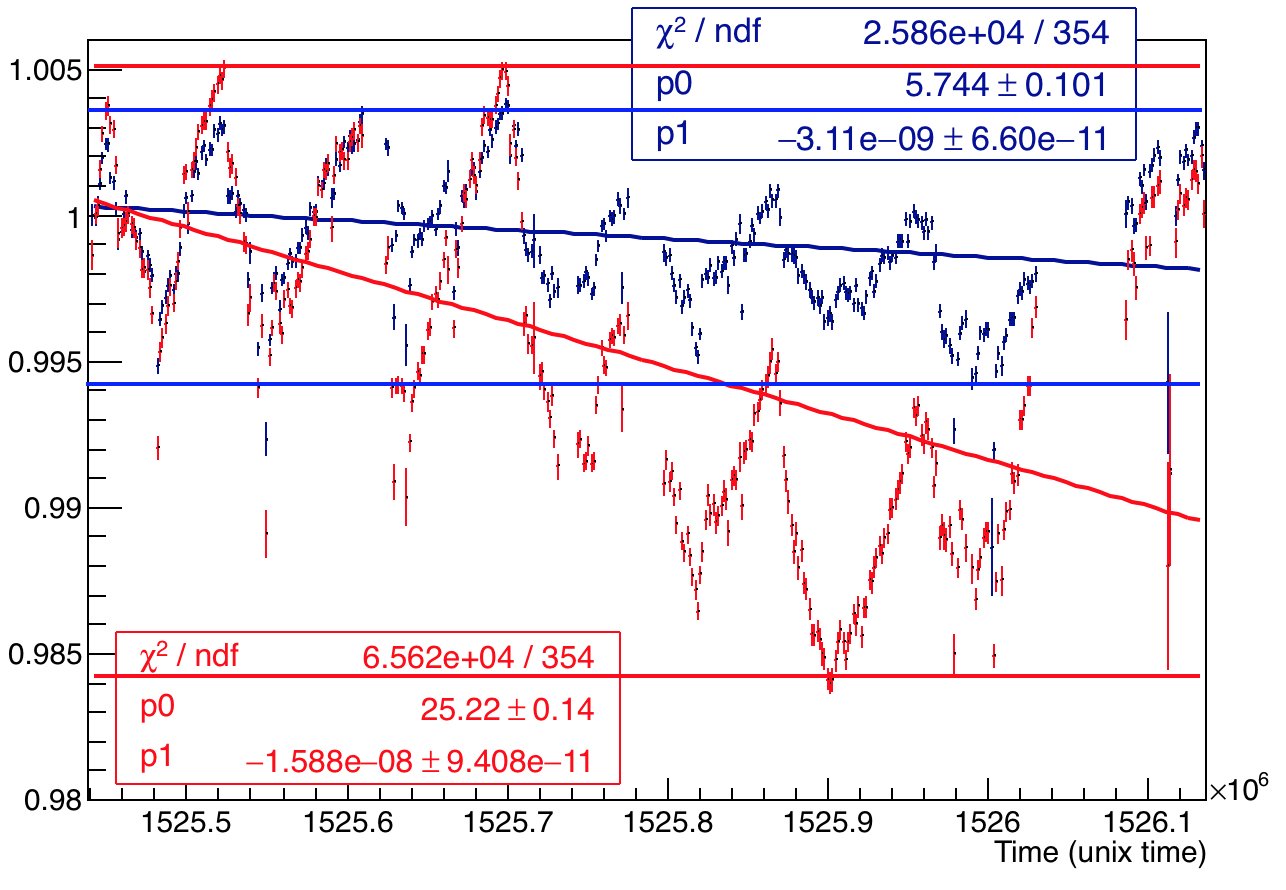 χ² / ndf 2.586e+04 / 354
p0 5.744 ± 0.101
p1 −3.11e−09 ± 6.60e−11
1.005
1
0.995
0.99
0.985
0.98
χ² / ndf 6.562e+04 / 354
p0 25.22 ± 0.14
p1 −1.588e−08 ± 9.408e−11
1525.5 1525.6 1525.7 1525.8 1525.9 1526 1526.1
×10⁶
Time (unix time)